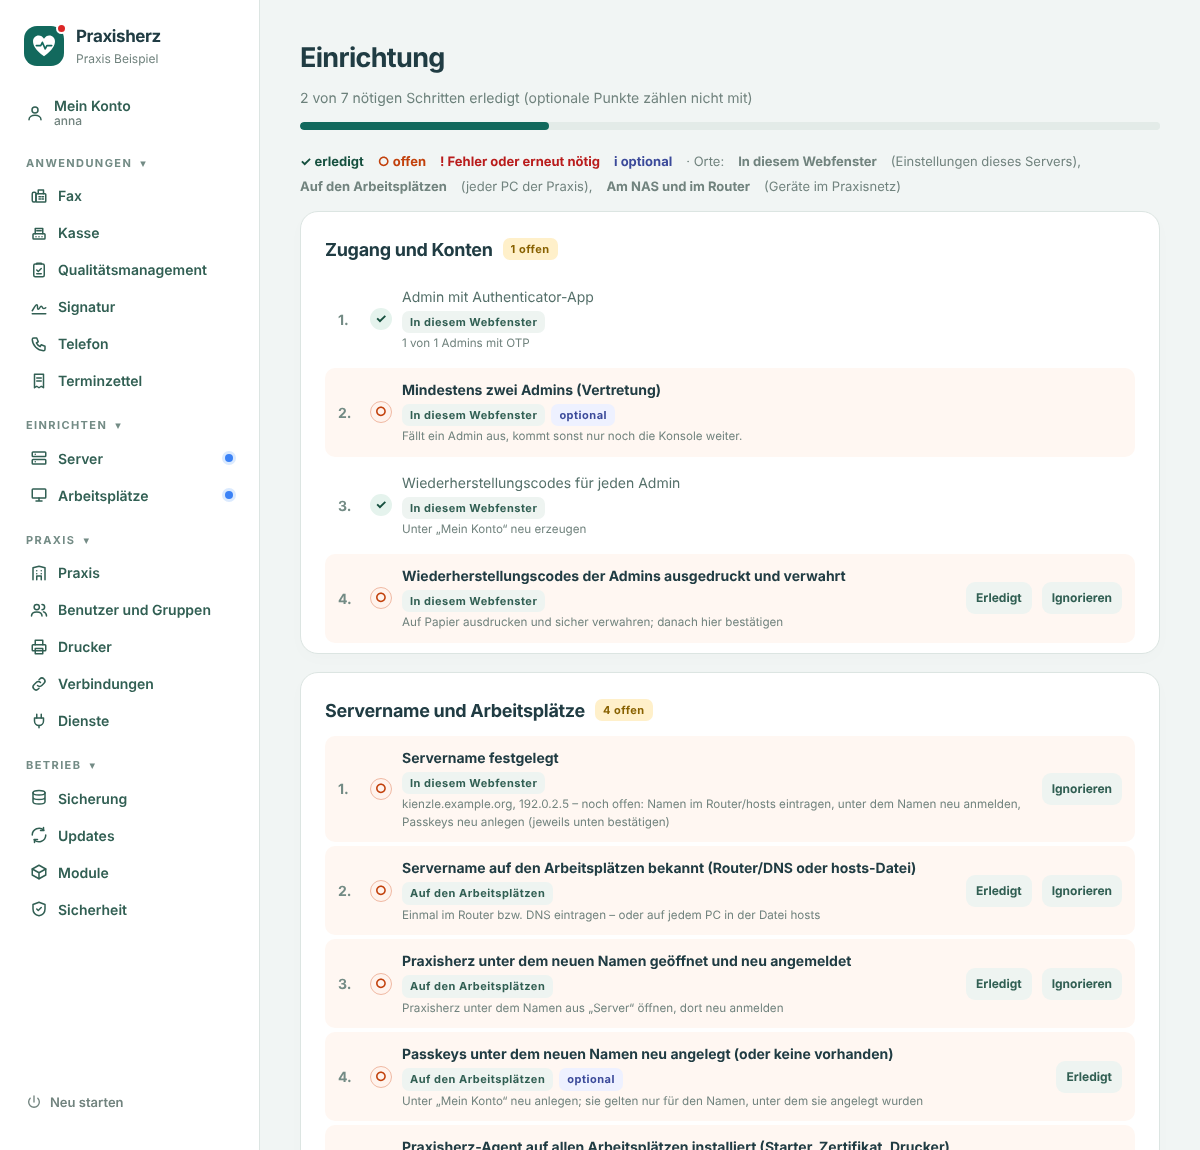 Praxisherz
Praxis Beispiel
Mein Konto
anna
ANWENDUNGEN ▾
Fax
Kasse
Qualitätsmanagement
Signatur
Telefon
Terminzettel
EINRICHTEN ▾
Server
Arbeitsplätze
PRAXIS ▾
Praxis
Benutzer und Gruppen
Drucker
Verbindungen
Dienste
BETRIEB ▾
Sicherung
Updates
Module
Sicherheit
Neu starten
Einrichtung
2 von 7 nötigen Schritten erledigt (optionale Punkte zählen nicht mit)
✓ erledigt O offen ! Fehler oder erneut nötig i optional · Orte: In diesem Webfenster (Einstellungen dieses Servers),
Auf den Arbeitsplätzen (jeder PC der Praxis), Am NAS und im Router (Geräte im Praxisnetz)
Zugang und Konten 1 offen
1. Admin mit Authenticator-App
In diesem Webfenster
1 von 1 Admins mit OTP
2. Mindestens zwei Admins (Vertretung)
In diesem Webfenster optional
Fällt ein Admin aus, kommt sonst nur noch die Konsole weiter.
3. Wiederherstellungscodes für jeden Admin
In diesem Webfenster
Unter „Mein Konto“ neu erzeugen
4. Wiederherstellungscodes der Admins ausgedruckt und verwahrt
In diesem Webfenster
Auf Papier ausdrucken und sicher verwahren; danach hier bestätigen
Erledigt Ignorieren
Servername und Arbeitsplätze 4 offen
1. Servername festgelegt
In diesem Webfenster
kienzle.example.org, 192.0.2.5 – noch offen: Namen im Router/hosts eintragen, unter dem Namen neu anmelden,
Passkeys neu anlegen (jeweils unten bestätigen)
Ignorieren
2. Servername auf den Arbeitsplätzen bekannt (Router/DNS oder hosts-Datei)
Auf den Arbeitsplätzen
Einmal im Router bzw. DNS eintragen – oder auf jedem PC in der Datei hosts
Erledigt Ignorieren
3. Praxisherz unter dem neuen Namen geöffnet und neu angemeldet
Auf den Arbeitsplätzen
Praxisherz unter dem Namen aus „Server“ öffnen, dort neu anmelden
Erledigt Ignorieren
4. Passkeys unter dem neuen Namen neu angelegt (oder keine vorhanden)
Auf den Arbeitsplätzen optional
Unter „Mein Konto“ neu anlegen; sie gelten nur für den Namen, unter dem sie angelegt wurden
Erledigt
Praxisherz-Agent auf allen Arbeitsplätzen installiert (Starter, Zertifikat, Drucker)